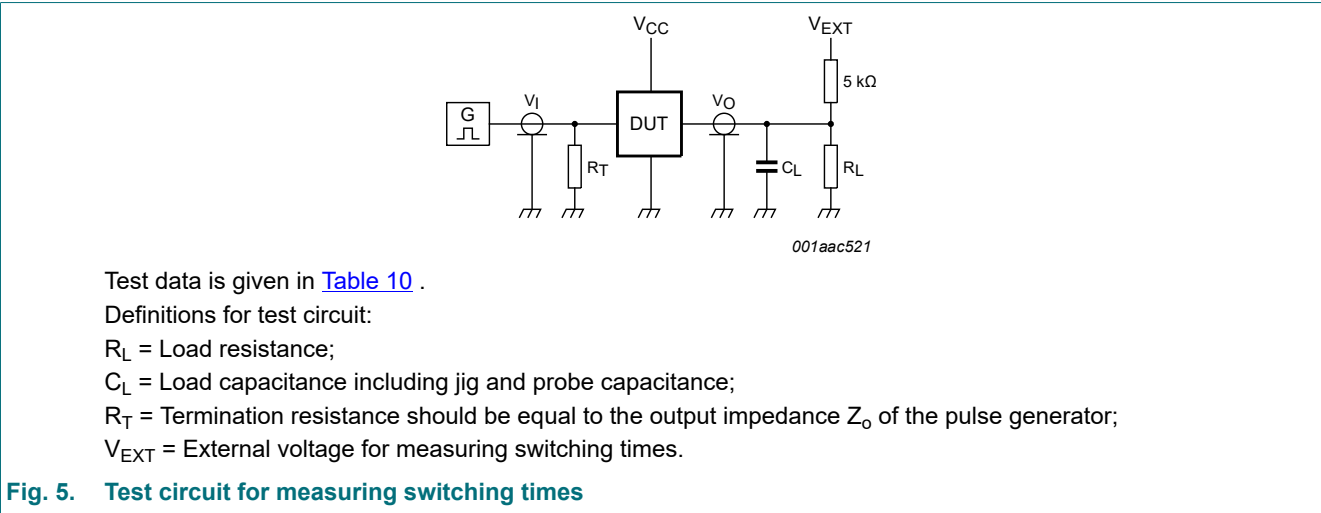 VCC VEXT
5 kΩ
G VI DUT VO
RT CL RL
001aac521
Test data is given in Table 10 .
Definitions for test circuit:
RL = Load resistance;
CL = Load capacitance including jig and probe capacitance;
RT = Termination resistance should be equal to the output impedance Zo of the pulse generator;
VEXT = External voltage for measuring switching times.
Fig. 5. Test circuit for measuring switching times